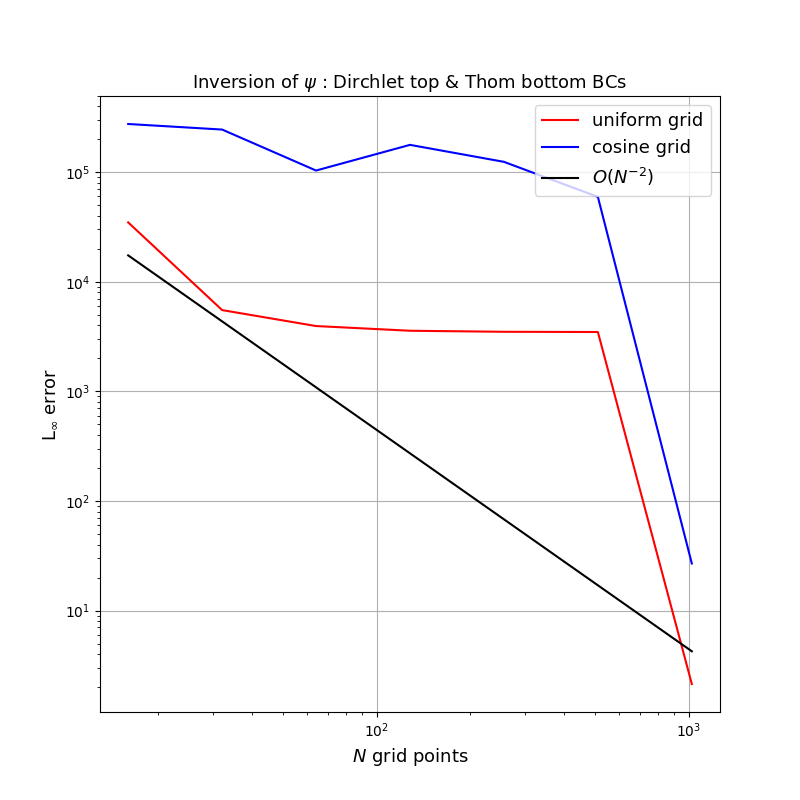 Inversion of ψ : Dirchlet top & Thom bottom BCs
uniform grid
cosine grid
O(N⁻²)
10⁵
10⁴
10³
10²
10¹
L∞ error
10²
10³
N grid points